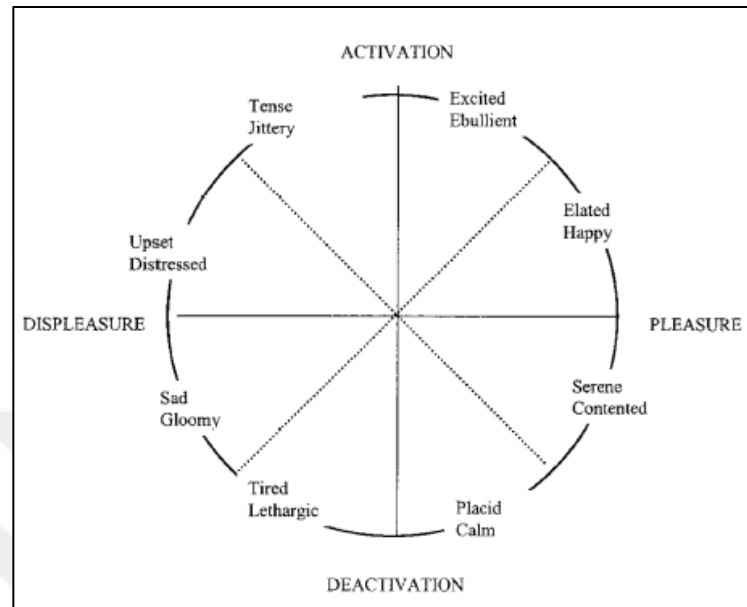 ACTIVATION
Tense
Jittery
Excited
Ebullient
Upset
Distressed
Elated
Happy
DISPLEASURE
PLEASURE
Sad
Gloomy
Serene
Contented
Tired
Lethargic
Placid
Calm
DEACTIVATION